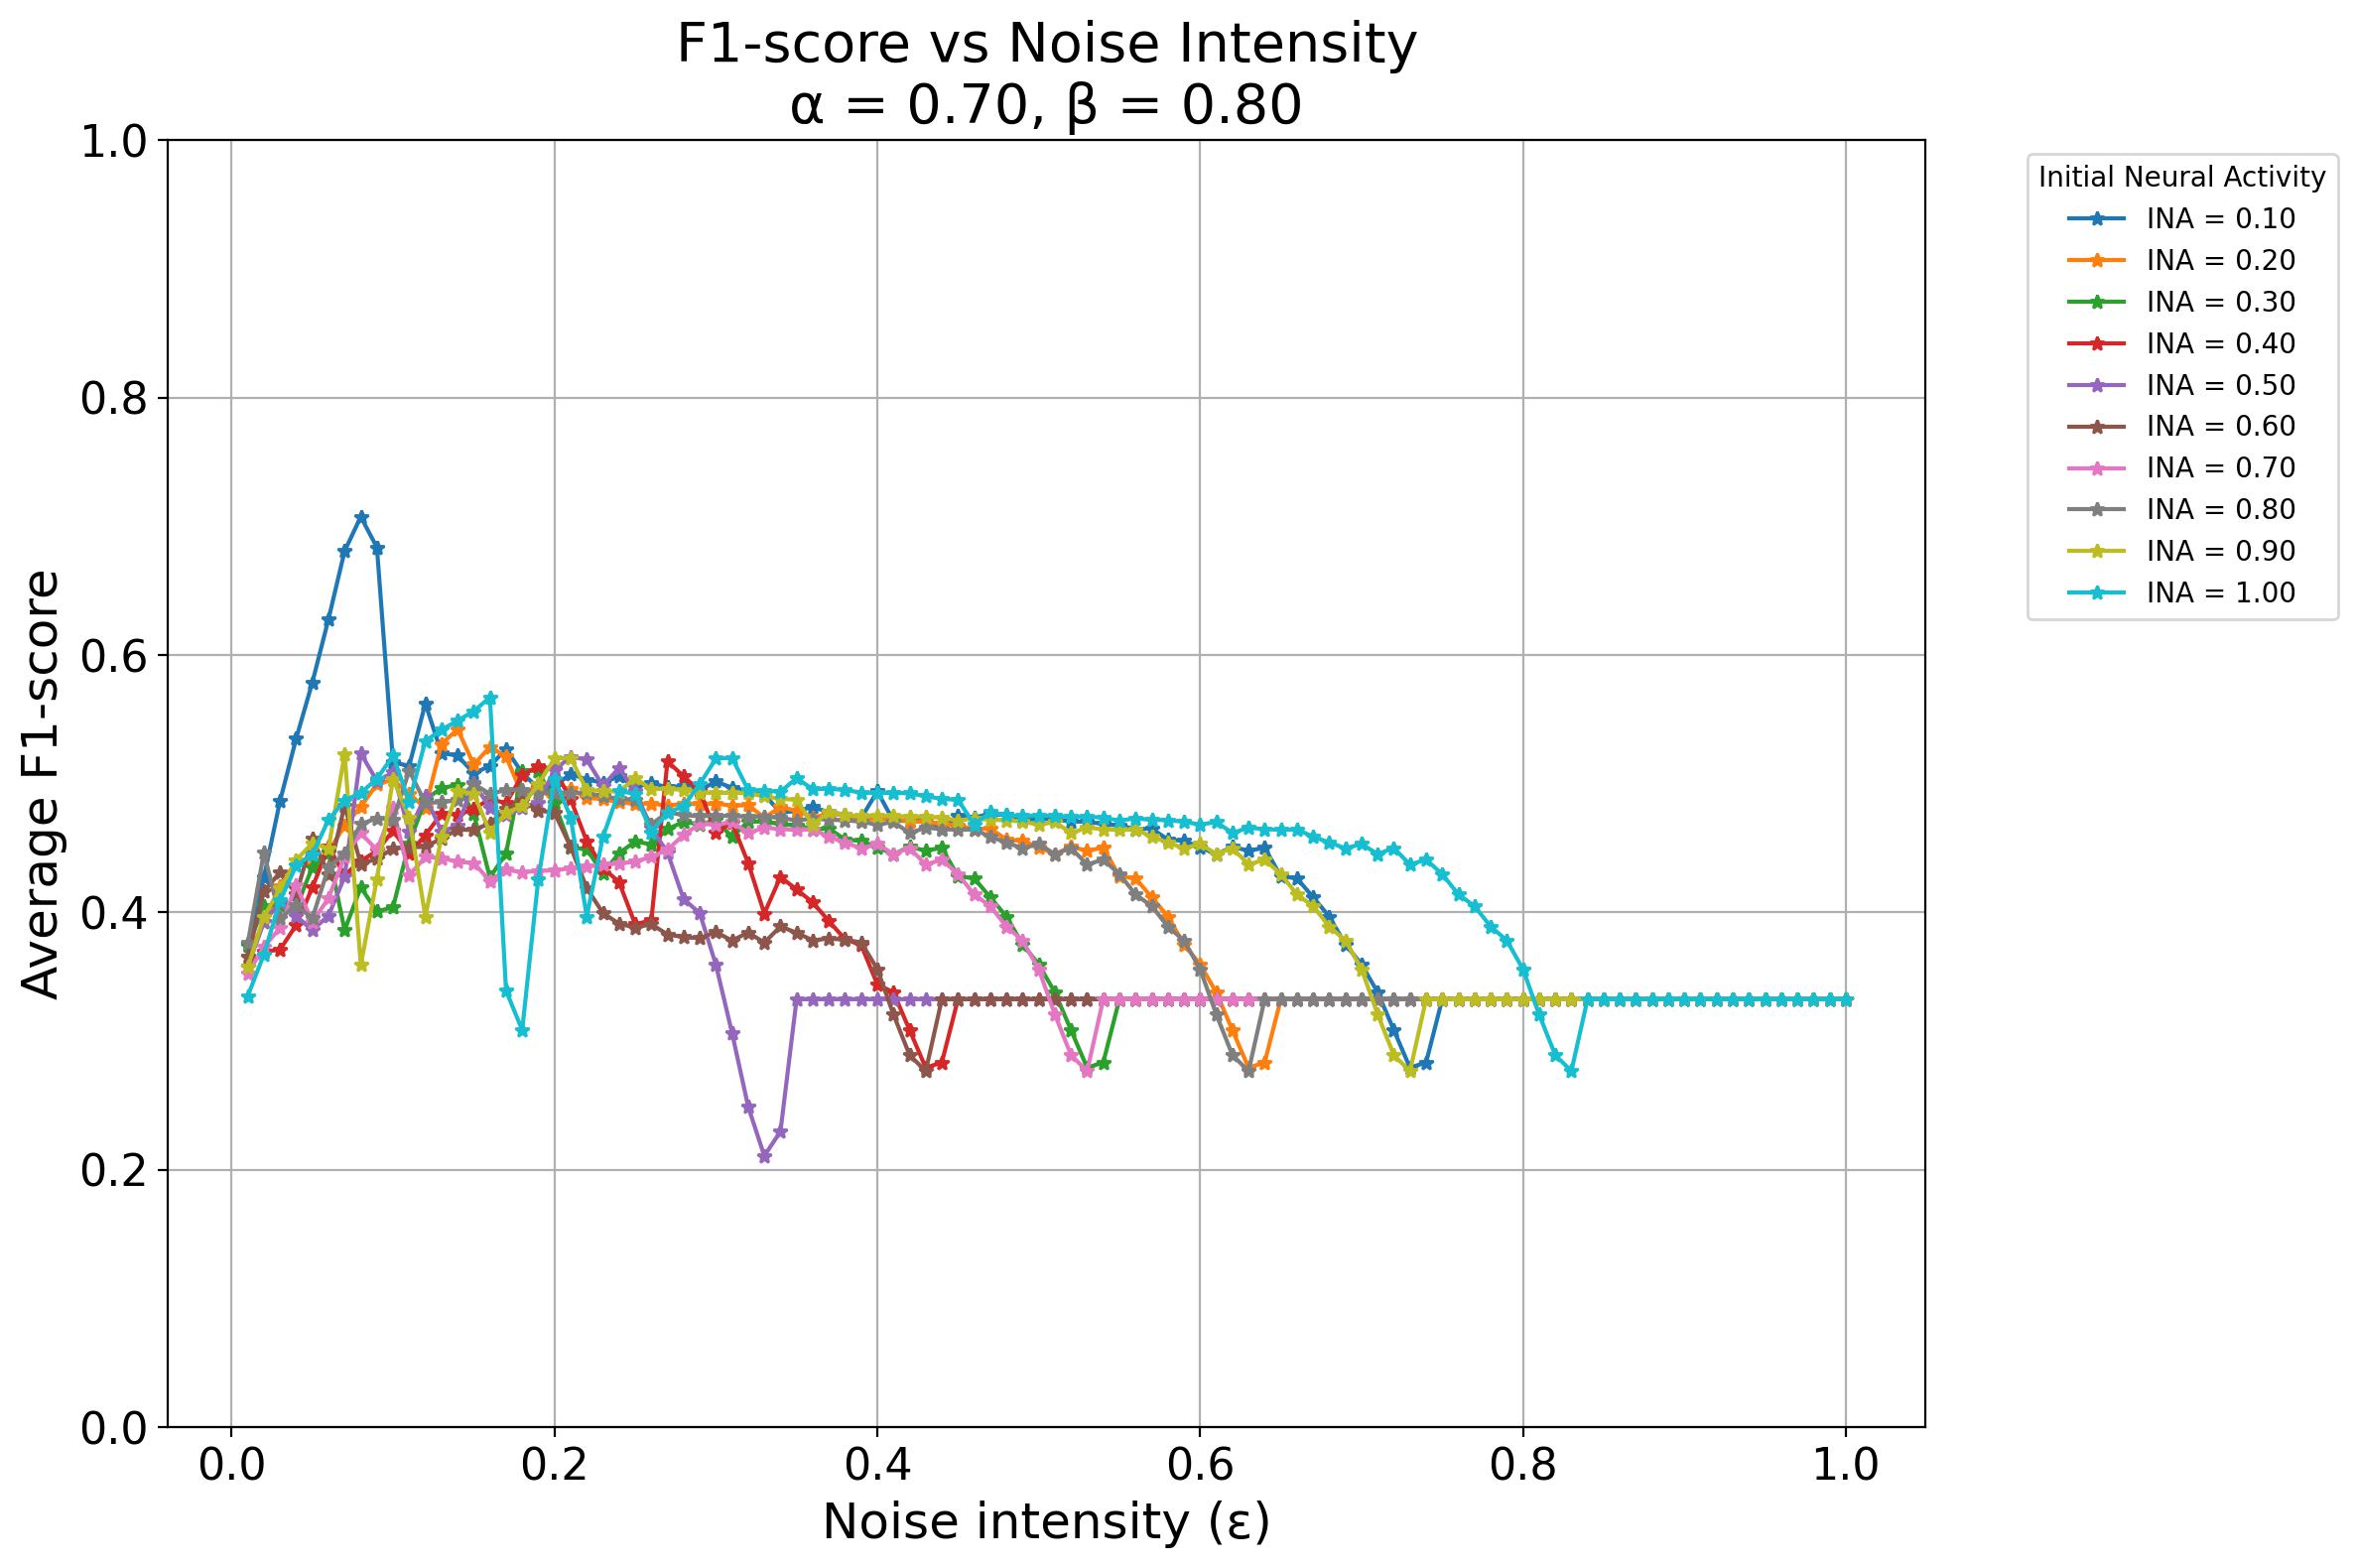 F1-score vs Noise Intensity
α = 0.70, β = 0.80
1.0
0.8
0.6
0.4
0.2
0.0
Average F1-score
0.0 0.2 0.4 0.6 0.8 1.0
Noise intensity (ε)
Initial Neural Activity
INA = 0.10
INA = 0.20
INA = 0.30
INA = 0.40
INA = 0.50
INA = 0.60
INA = 0.70
INA = 0.80
INA = 0.90
INA = 1.00